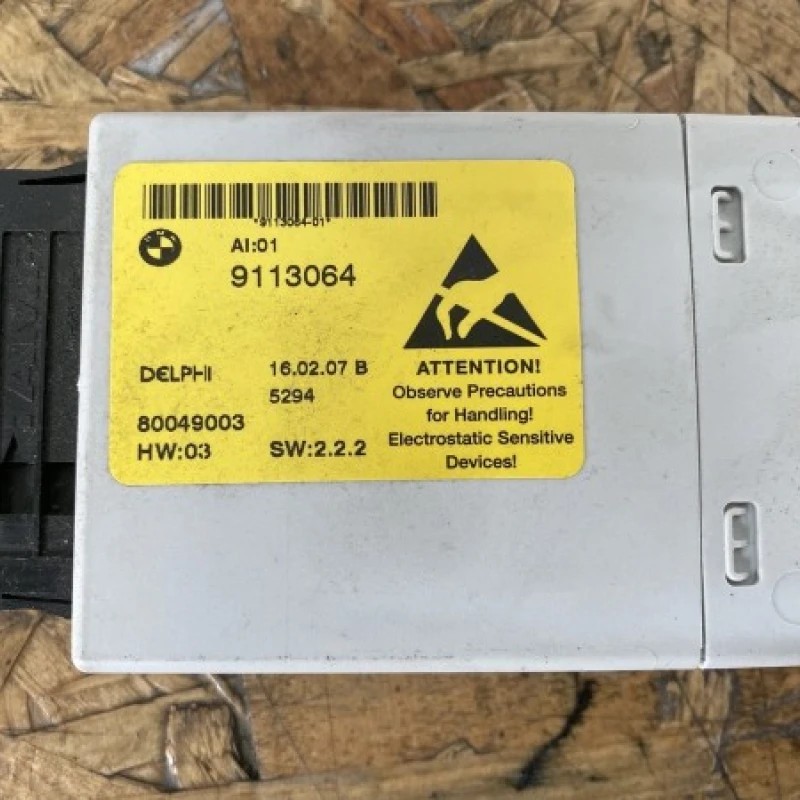 *9113064-01*
AI:01
9113064
DELPHI
16.02.07 B
5294
80049003
HW:03
SW:2.2.2
ATTENTION!
Observe Precautions
for Handling!
Electrostatic Sensitive
Devices!